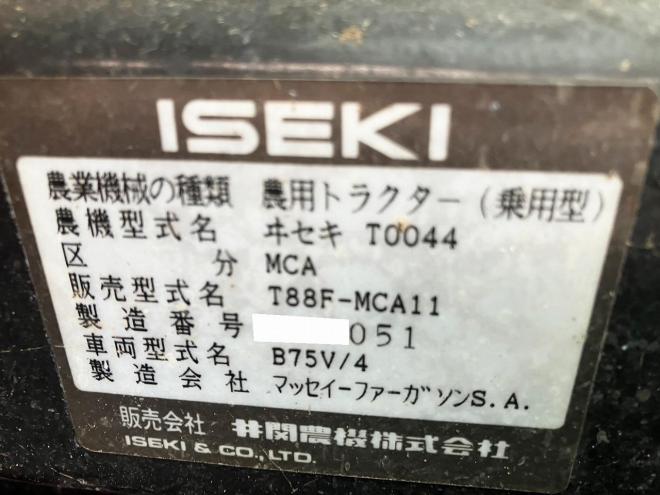 ISEKI
農業機械の種類 農用トラクター(乗用型)
農機型式名 ヰセキ T0044
区分 MCA
販売型式名 T88F-MCA11
製造番号 051
車両型式名 B75V/4
製造会社 マッセイーファーガソンS.A.
販売会社 井関農機株式会社
ISEKI & CO., LTD.